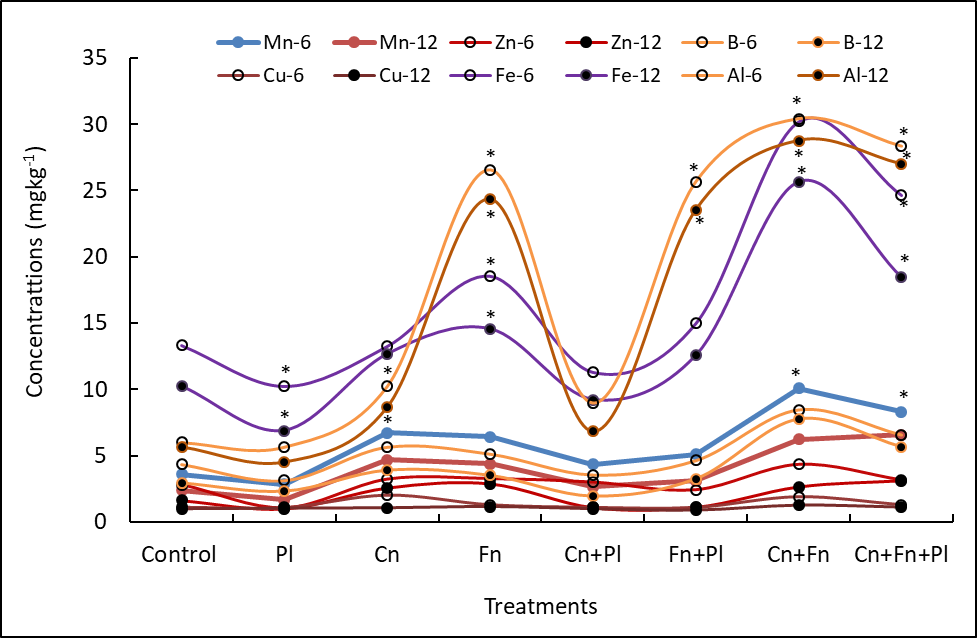 Mn-6 Mn-12 Zn-6 Zn-12 B-6 B-12
Cu-6 Cu-12 Fe-6 Fe-12 Al-6 Al-12
35
30
25
20
15
10
5
0
Concentrattions (mgkg-1)
* * * * * * * * * * * * * * * * * * * *
Control Pl Cn Fn Cn+Pl Fn+Pl Cn+Fn Cn+Fn+Pl
Treatments